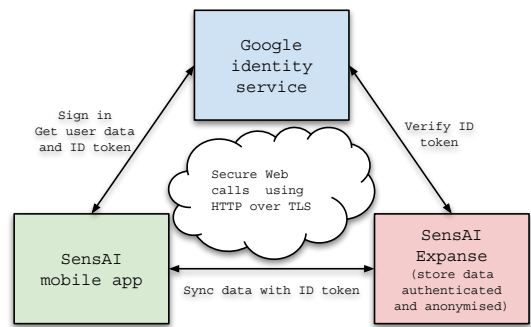 Google
identity
service
Sign in
Get user data
and ID token
Verify ID
token
Secure Web
calls using
HTTP over TLS
SensAI
mobile app
SensAI
Expanse
(store data
authenticated
and anonymised)
Sync data with ID token